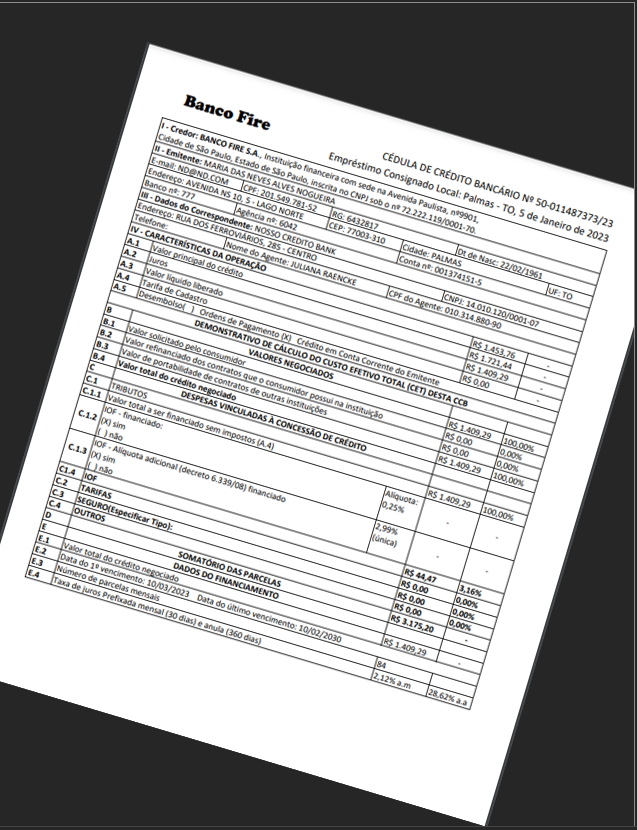 Banco Fire
CÉDULA DE CRÉDITO BANCÁRIO Nº 50-011487373/23
Empréstimo Consignado Local: Palmas - TO, 5 de Janeiro de 2023
I - Credor: BANCO FIRE S.A., Instituição financeira com sede na Avenida Paulista, nº9901,
Cidade de São Paulo, Estado de São Paulo, inscrita no CNPJ sob o nº 72.222.119/0001-70.
II - Emitente: MARIA DAS NEVES ALVES NOGUEIRA
E-mail: ND@ND.COM CPF: 201.549.781-52 RG: 6432817 Dt de Nasc: 22/02/1961
Endereço: AVENIDA NS 10, 5 - LAGO NORTE CEP: 77003-310 Cidade: PALMAS UF: TO
Banco nº: 777 Agência nº: 6042 Conta nº: 001374151-5
III - Dados do Correspondente: NOSSO CREDITO BANK CNPJ: 14.010.120/0001-07
Endereço: RUA DOS FERROVIÁRIOS, 285 - CENTRO
Telefone: Nome do Agente: JULIANA RAENCKE CPF do Agente: 010.314.880-90
IV - CARACTERÍSTICAS DA OPERAÇÃO
A.1 Valor principal do crédito R$ 1.453,76 -
A.2 Juros R$ 1.721,44 -
A.3 Valor líquido liberado R$ 1.409,29 -
A.4 Tarifa de Cadastro R$ 0,00 -
A.5 Desembolso( ) Ordens de Pagamento (X) Crédito em Conta Corrente do Emitente
DEMONSTRATIVO DE CÁLCULO DO CUSTO EFETIVO TOTAL (CET) DESTA CCB
B VALORES NEGOCIADOS
B.1 Valor solicitado pelo consumidor R$ 1.409,29 100,00%
B.2 Valor refinanciado dos contratos que o consumidor possui na instituição R$ 0,00 0,00%
B.3 Valor de portabilidade de contratos de outras instituições R$ 0,00 0,00%
B.4 Valor total do crédito negociado R$ 1.409,29 100,00%
C DESPESAS VINCULADAS À CONCESSÃO DE CRÉDITO
C.1 TRIBUTOS
C.1.1 Valor total a ser financiado sem impostos (A.4) R$ 1.409,29 100,00%
C.1.2 IOF - financiado:
(X) sim
( ) não
Alíquota:
0,25%
-
-
C.1.3 IOF - Alíquota adicional (decreto 6.339/08) financiado
(X) sim
( ) não
2,99%
(única)
-
-
C1.4 IOF R$ 44,47 3,16%
C.2 TARIFAS R$ 0,00 0,00%
C.3 SEGURO(Especificar Tipo): R$ 0,00 0,00%
C.4 OUTROS R$ 0,00 0,00%
D SOMATÓRIO DAS PARCELAS R$ 3.175,20 -
E DADOS DO FINANCIAMENTO
E.1 Valor total do crédito negociado R$ 1.409,29 -
E.2 Data do 1º vencimento: 10/03/2023 Data do último vencimento: 10/02/2030
E.3 Número de parcelas mensais 84
E.4 Taxa de juros Prefixada mensal (30 dias) e anula (360 dias) 2,12% a.m 28,62% a.a